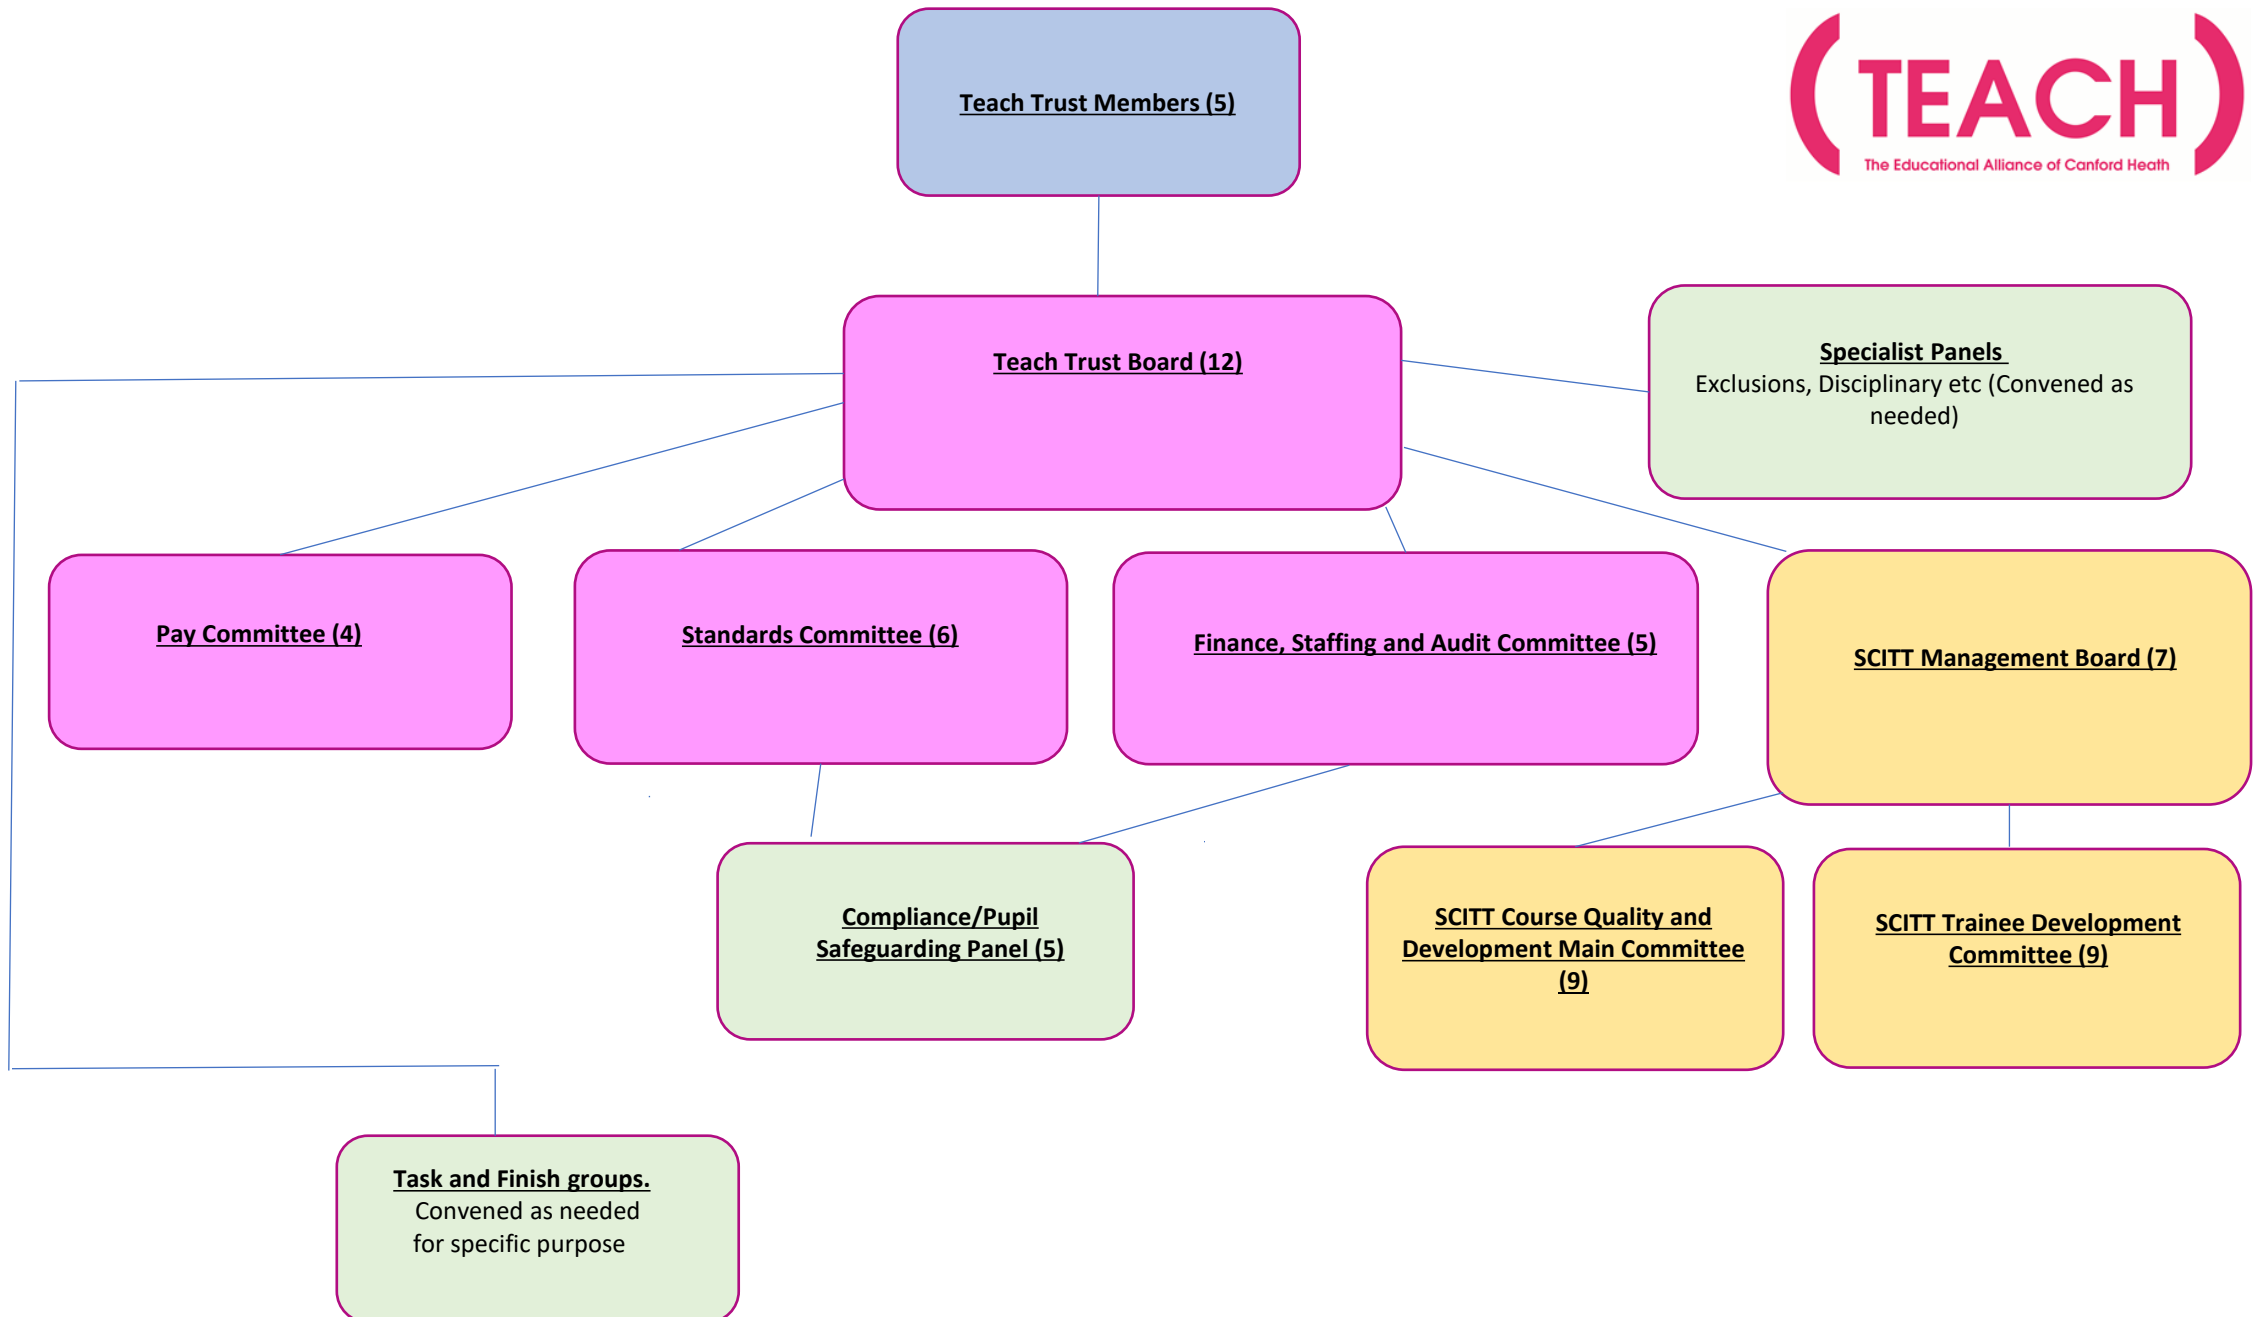 Teach Trust Members (5)
(TEACH)
The Educational Alliance of Canford Heath
Teach Trust Board (12)
Specialist Panels
Exclusions, Disciplinary etc (Convened as
needed)
Pay Committee (4)
Standards Committee (6)
Finance, Staffing and Audit Committee (5)
SCITT Management Board (7)
Compliance/Pupil
Safeguarding Panel (5)
SCITT Course Quality and
Development Main Committee
(9)
SCITT Trainee Development
Committee (9)
Task and Finish groups.
Convened as needed
for specific purpose